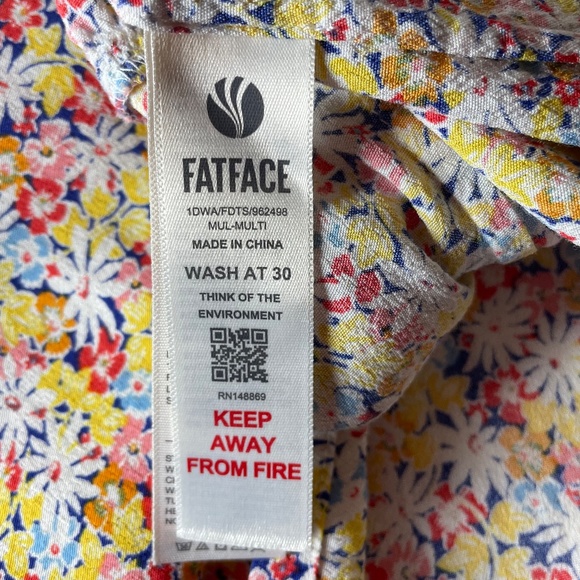 FATFACE
1DWA/FDTS/962498
MUL-MULTI
MADE IN CHINA
WASH AT 30
THINK OF THE
ENVIRONMENT
RN148869
KEEP
AWAY
FROM FIRE